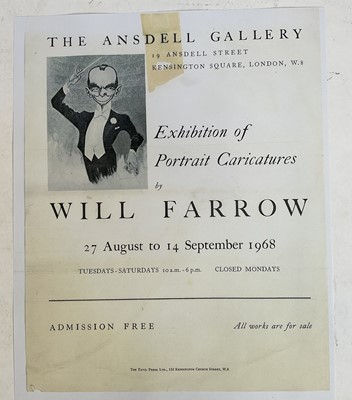 THE ANSDELL GALLERY
19 ANSDELL STREET
KENSINGTON SQUARE, LONDON, W.8
Exhibition of
Portrait Caricatures
by
WILL FARROW
27 August to 14 September 1968
TUESDAYS-SATURDAYS 10 a.m. - 6 p.m. CLOSED MONDAYS
ADMISSION FREE All works are for sale